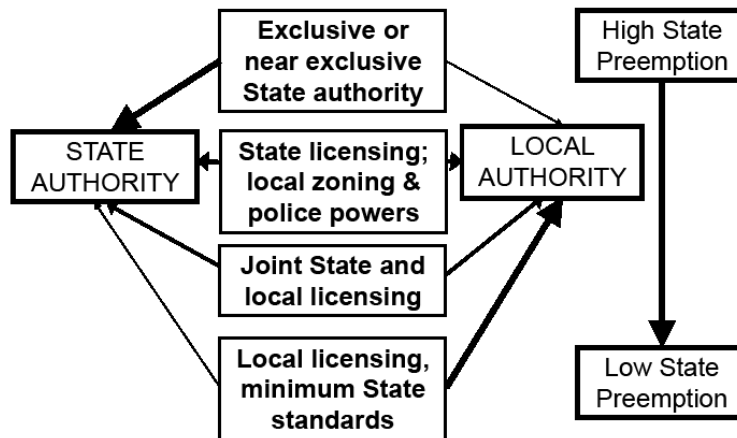 Exclusive or
near exclusive
State authority
High State
Preemption
STATE
AUTHORITY
State licensing;
local zoning &
police powers
LOCAL
AUTHORITY
Joint State and
local licensing
Local licensing,
minimum State
standards
Low State
Preemption